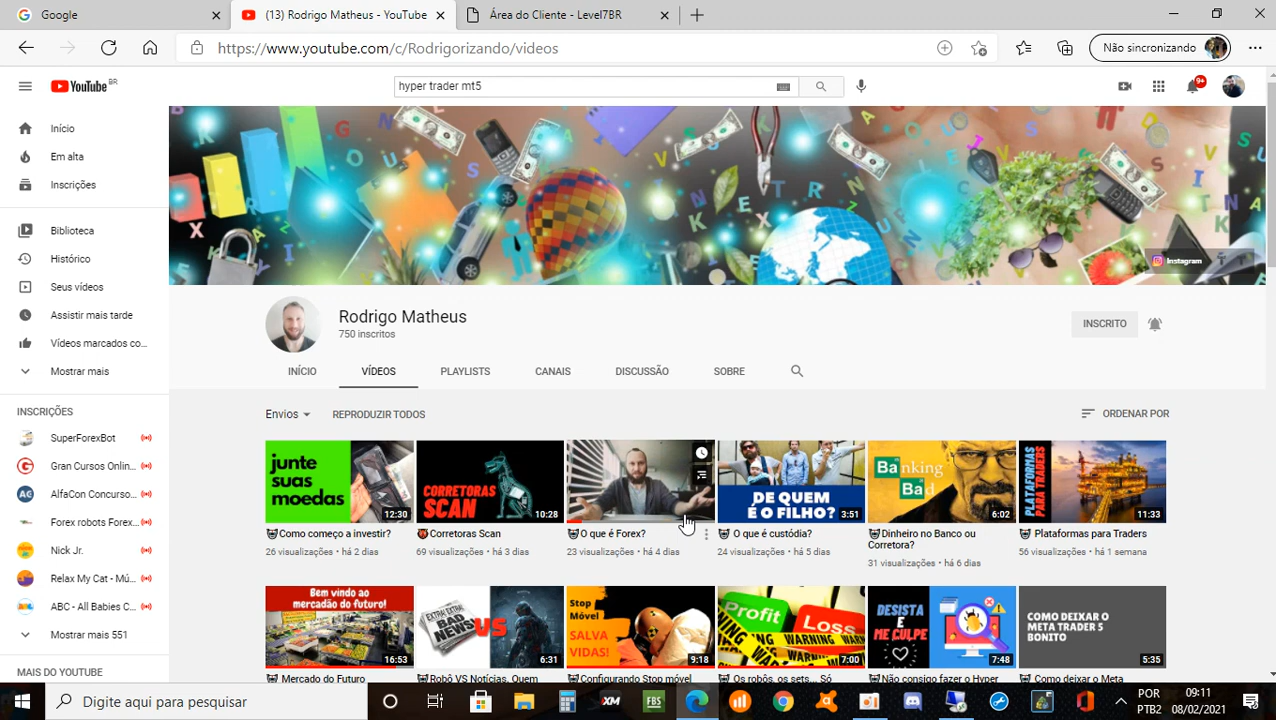 Google
(13) Rodrigo Matheus - YouTube
Área do Cliente - Level7BR
https://www.youtube.com/c/Rodrigorizando/videos
Não sincronizando
YouTube BR
hyper trader mt5
9+
Início
Em alta
Inscrições
Biblioteca
Histórico
Seus vídeos
Assistir mais tarde
Vídeos marcados co...
Mostrar mais
INSCRIÇÕES
SuperForexBot
Gran Cursos Onlin...
AlfaCon Concurso...
Forex robots Forex...
Nick Jr.
Relax My Cat - Mú...
ABC - All Babies C...
Mostrar mais 551
MAIS DO YOUTUBE
Instagram
Rodrigo Matheus
750 inscritos
INSCRITO
INÍCIO
VÍDEOS
PLAYLISTS
CANAIS
DISCUSSÃO
SOBRE
Envios
REPRODUZIR TODOS
ORDENAR POR
junte suas moedas
12:30
CORRETORAS SCAN
10:28
DE QUEM É O FILHO?
3:51
Banking Bad
6:02
PLATAFORMAS PARA TRADERS
11:33
Como começo a investir?
26 visualizações • há 2 dias
Corretoras Scan
69 visualizações • há 3 dias
O que é Forex?
23 visualizações • há 4 dias
O que é custódia?
24 visualizações • há 5 dias
Dinheiro no Banco ou Corretora?
31 visualizações • há 6 dias
Plataformas para Traders
56 visualizações • há 1 semana
Bem vindo ao mercadão do futuro!
16:53
EXTRA! EXTRA! BAD NEWS VS
6:31
Stop Móvel SALVA VIDAS!
9:18
Profit Loss WARNING
7:00
DESISTA E ME CULPE
7:48
COMO DEIXAR O META TRADER 5 BONITO
5:35
Mercado do Futuro
Robô VS Notícias. Quem
Configurando Stop móvel
Os robôs, os sets... Só
Não consigo fazer o Hyper
Como deixar o Meta
Digite aqui para pesquisar
XM
FBS
POR
PTB2
09:11
08/02/2021